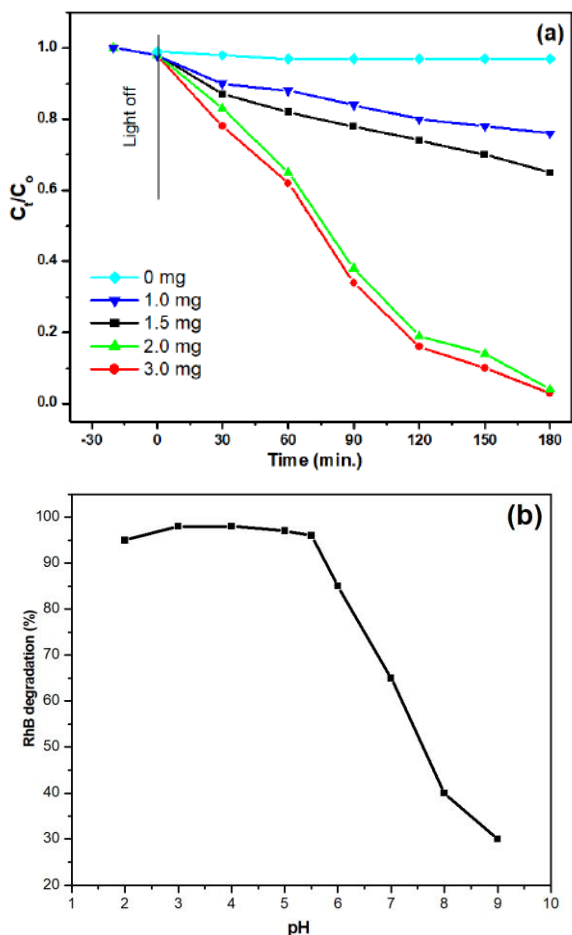 (a)
1.0
0.8
0.6
0.4
0.2
0.0
Ct/Co
Light off
0 mg
1.0 mg
1.5 mg
2.0 mg
3.0 mg
-30 0 30 60 90 120 150 180
Time (min.)
(b)
100
90
80
70
60
50
40
30
20
RhB degradation (%)
1 2 3 4 5 6 7 8 9 10
pH